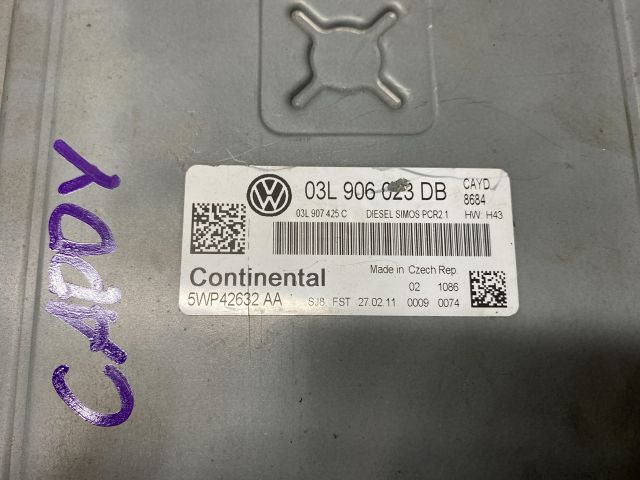 CADDY
03L 906 023 DB
CAYD
8684
03L 907 425 C DIESEL SIMOS PCR2.1 HW: H43
Continental
Made in Czech Rep.
02 1086
5WP42632 AA SJ8 FST 27.02.11 0009 0074